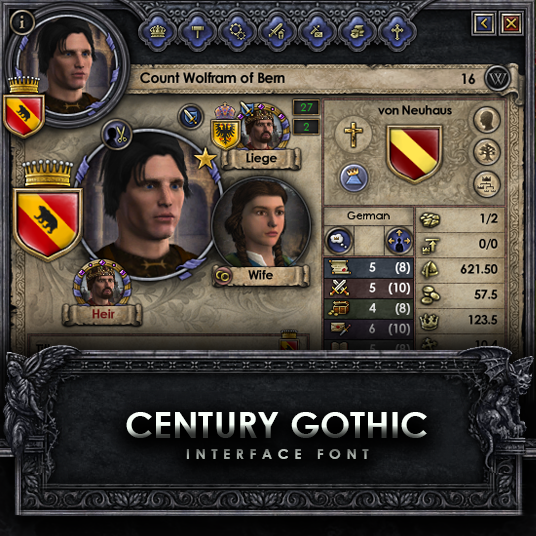 i
Count Wolfram of Bern
16
W
27
2
Liege
von Neuhaus
German
Wife
Heir
1/2
0/0
5 (8)
621.50
5 (10)
57.5
4 (8)
123.5
6 (10)
CENTURY GOTHIC
INTERFACE FONT